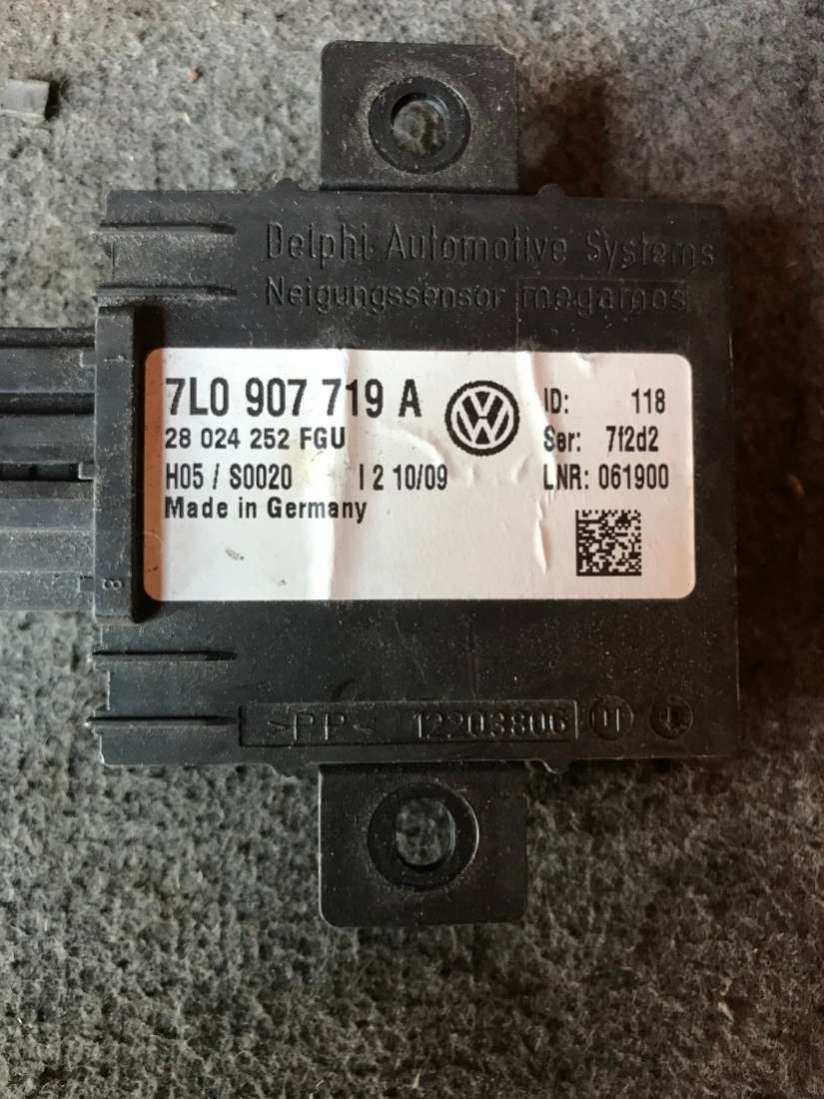 Delphi Automotive Systems
Neigungssensor megamos
7L0 907 719 A
28 024 252 FGU
H05 / S0020 I 2 10/09
Made in Germany
ID: 118
Ser: 7f2d2
LNR: 061900
>PP< 12203806